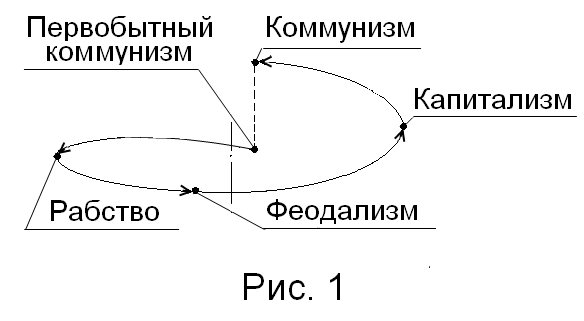 Первобытный
коммунизм
Коммунизм
Капитализм
Рабство
Феодализм
Рис. 1